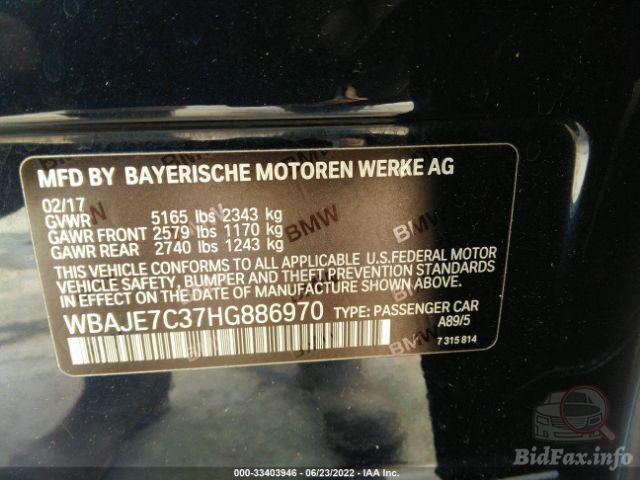 MFD BY BAYERISCHE MOTOREN WERKE AG
02/17
GVWR 5165 lbs 2343 kg
GAWR FRONT 2579 lbs 1170 kg
GAWR REAR 2740 lbs 1243 kg
THIS VEHICLE CONFORMS TO ALL APPLICABLE U.S.FEDERAL MOTOR
VEHICLE SAFETY, BUMPER, AND THEFT PREVENTION STANDARDS
IN EFFECT ON THE DATE OF MANUFACTURE SHOWN ABOVE.
WBAJE7C37HG886970 TYPE: PASSENGER CAR
A89/5
7 315 814
BMW
BMW
BMW
BidFax.info
000-33403946 - 06/23/2022 - IAA Inc.